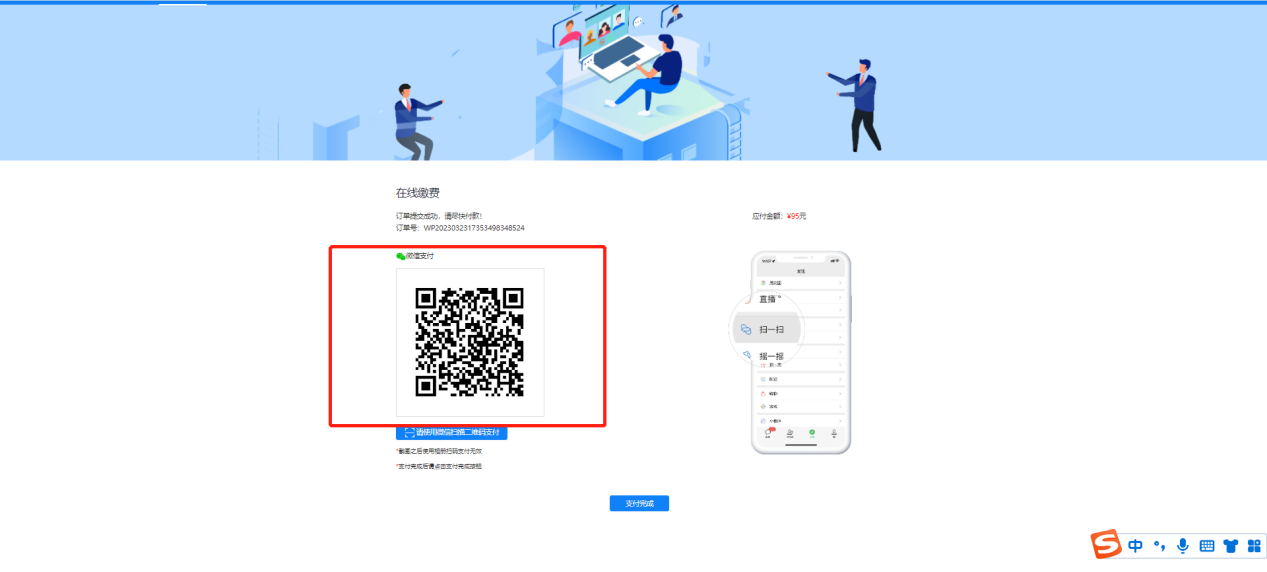 在线缴费
订单提交成功，请尽快付款！
应付金额：¥95元
订单号：WP2023032317353498348524
微信支付
发现
直播
扫一扫
摇一摇
请使用微信扫描二维码支付
*截图之后使用相册扫码支付无效
*支付完成后请点击支付完成按钮
支付完成
中